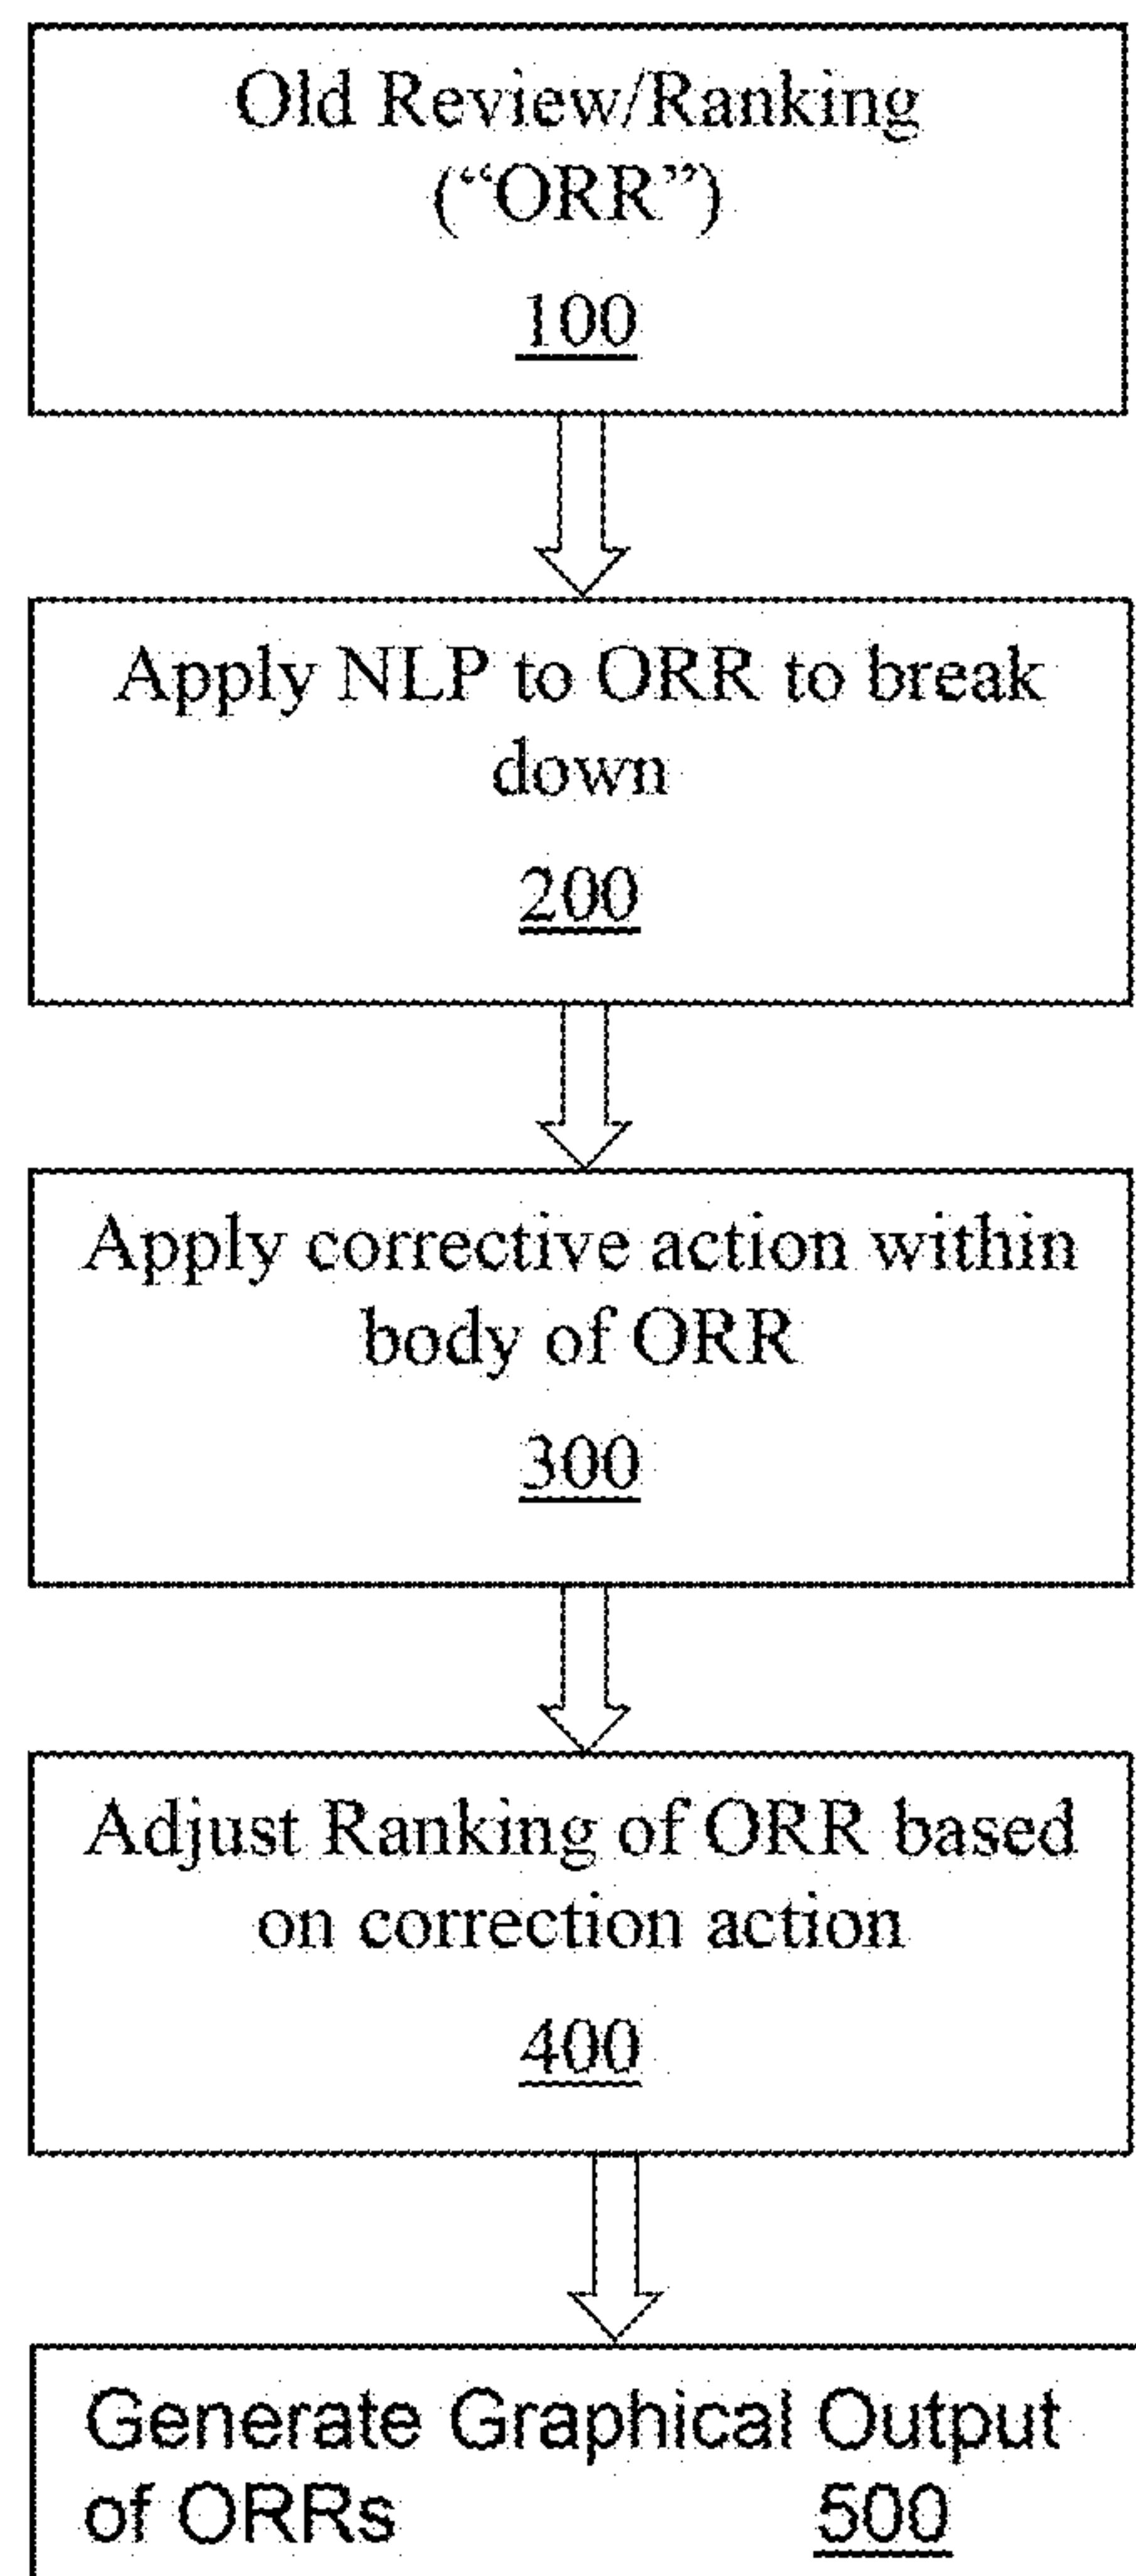 Old Review/Ranking
(“ORR”)
100
Apply NLP to ORR to break
down
200
Apply corrective action within
body of ORR
300
Adjust Ranking of ORR based
on correction action
400
Generate Graphical Output
of ORRs 500